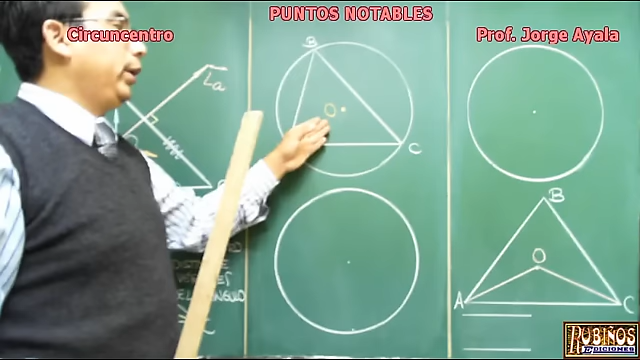 PUNTOS NOTABLES
Circuncentro
Prof. Jorge Ayala
La
B
O
C
B
O
A
C
RUBIÑOS
EDICIONES